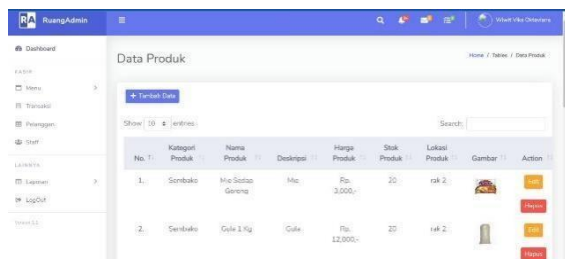 RA RuangAdmin
Dashboard
Data Produk
Home / Tables / Data Produk
KASIR
Menu
+ Tambah Data
Transaksi
Pelanggan
Show 10 entries
Search:
Staff
LAINNYA
Laporan
LogOut
No.
Kategori Produk
Nama Produk
Deskripsi
Harga Produk
Stok Produk
Lokasi Produk
Gambar
Action
1.
Sembako
Mie Sedap Goreng
Mie
Rp. 3.000,-
20
rak 2
Edit
Hapus
2.
Sembako
Gula 1 Kg
Gula
Rp. 12.000,-
20
rak 2
Edit
Hapus